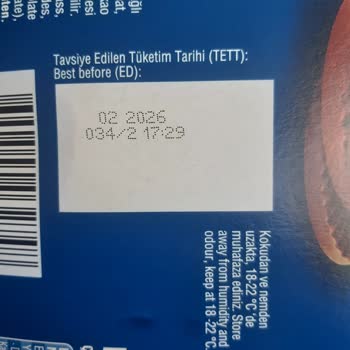 Tavsiye Edilen Tüketim Tarihi (TETT):
Best before (ED):
02 2026
034/2 17:29
Kokudan ve nemden
uzakta, 18-22 °C'de
muhafaza ediniz. Store
away from humidity and
odour, keep at 18 -22 °C.